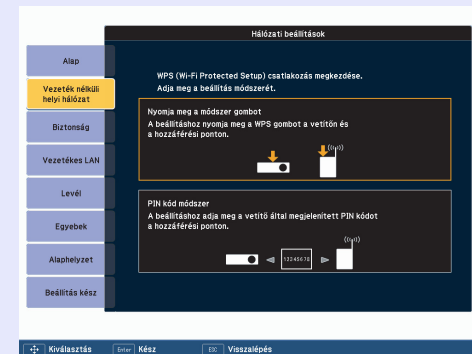 Hálózati beállítások
Alap
Vezeték nélküli
helyi hálózat
Biztonság
Vezetékes LAN
Levél
Egyebek
Alaphelyzet
Beállítás kész
WPS (Wi-Fi Protected Setup) csatlakozás megkezdése.
Adja meg a beállítás módszerét.
Nyomja meg a módszer gombot
A beállításhoz nyomja meg a WPS gombot a vetítőn és
a hozzáférési ponton.
PIN kód módszer
A beállításhoz adja meg a vetítő által megjelenített PIN kódot
a hozzáférési ponton.
12345678
Kiválasztás Enter Kész ESC Visszalépés